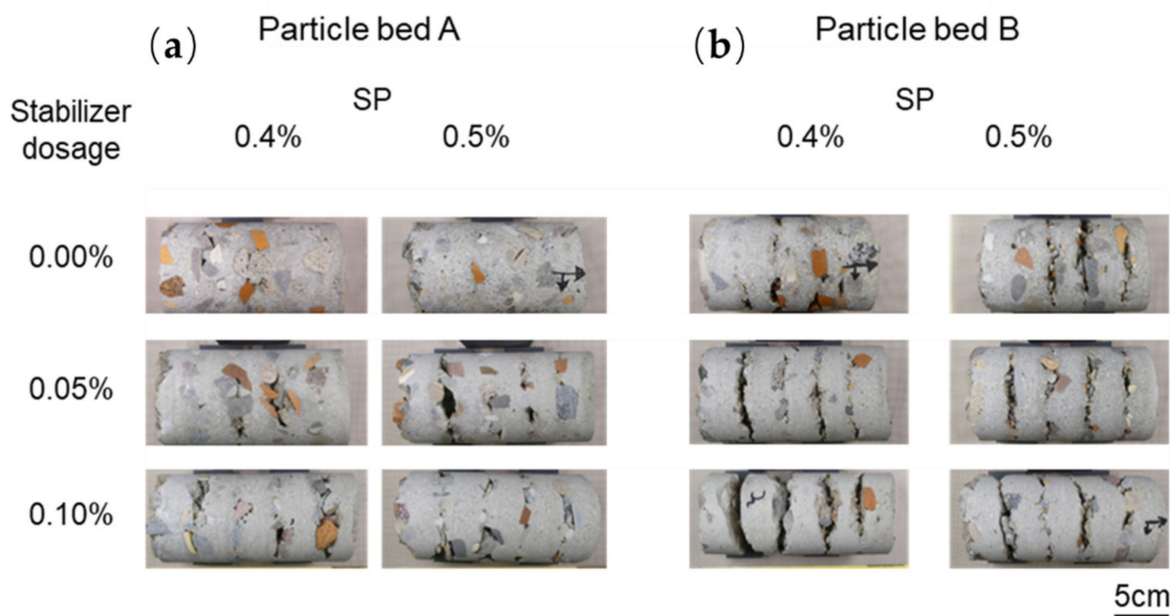 (a) Particle bed A
(b) Particle bed B
Stabilizer
dosage
SP
0.4% 0.5%
SP
0.4% 0.5%
0.00%
0.05%
0.10%
5cm